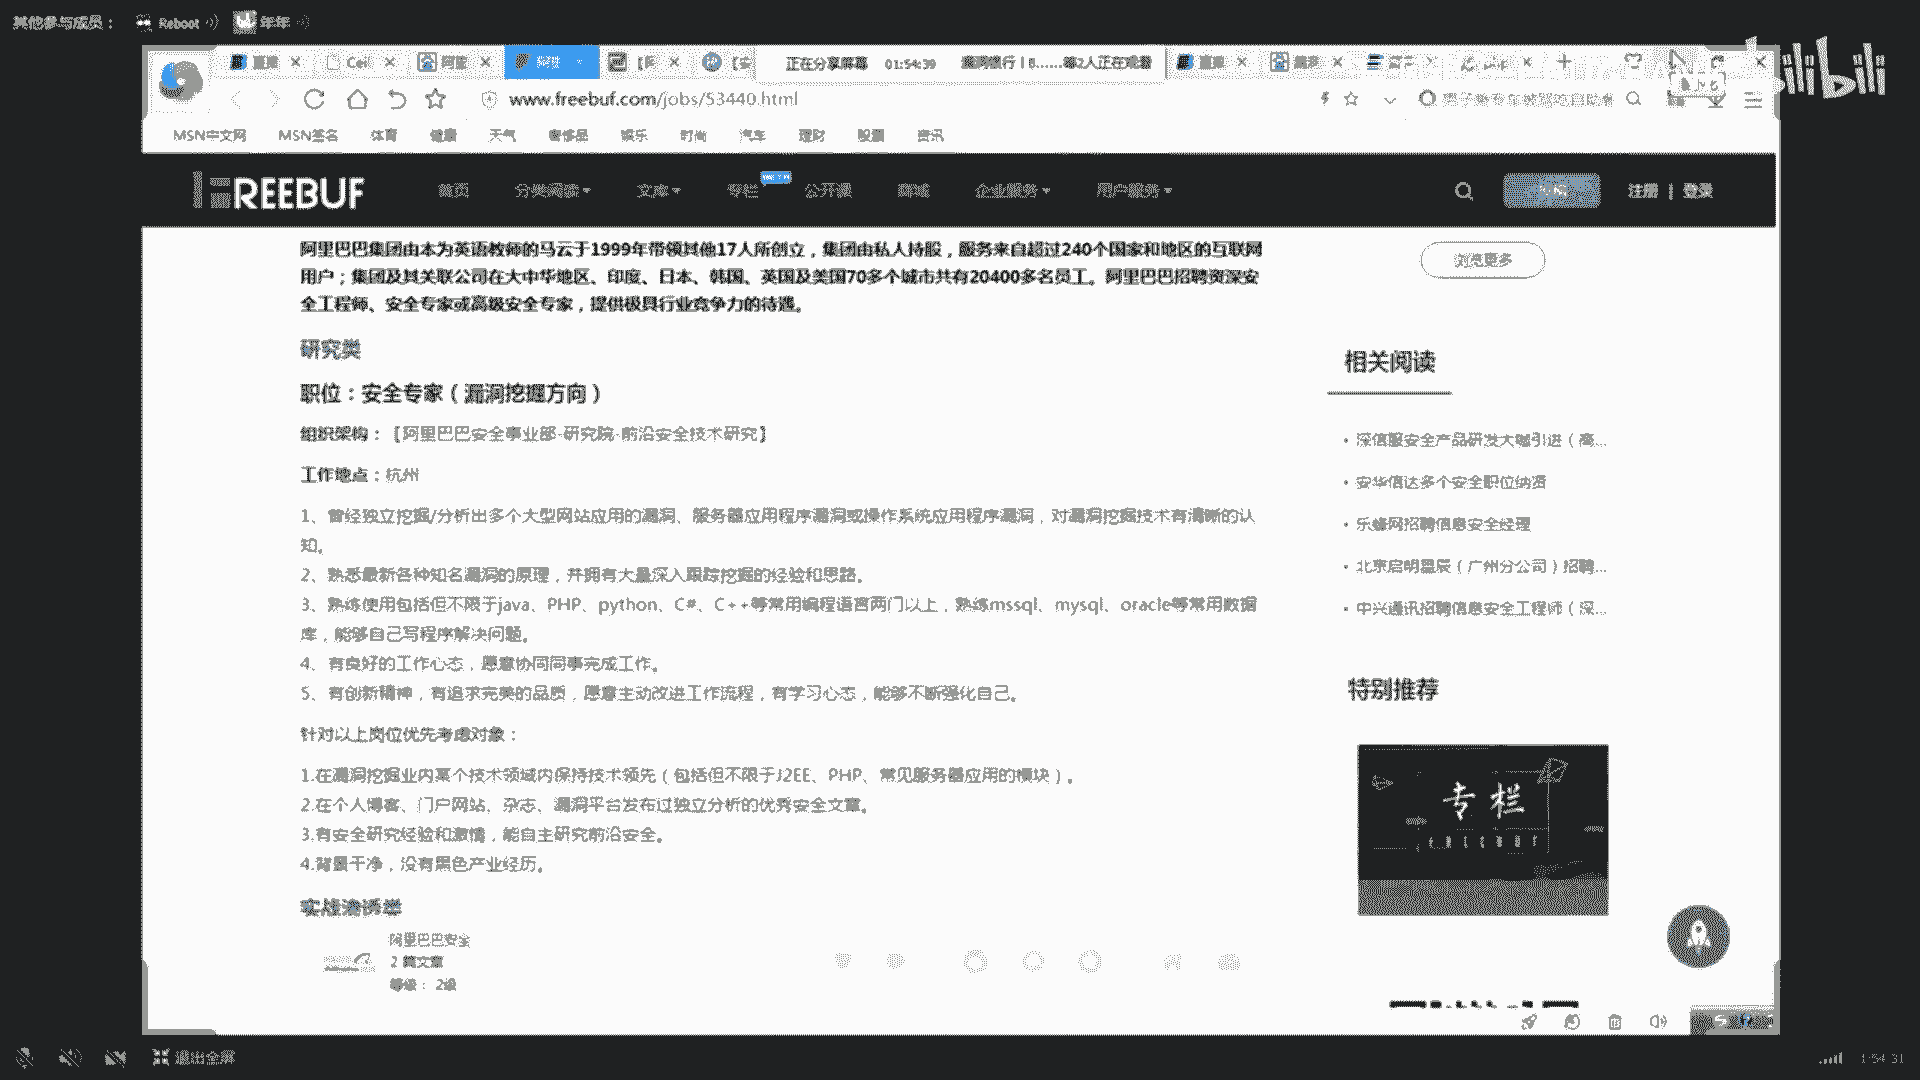 其他参与成员： Reboot 年年
正在分享屏幕 01:54:39 漏洞银行丨8......等2人正在观看
www.freebuf.com/jobs/53440.html
MSN中文网 MSN签名 体育 健康 天气 奢侈品 娱乐 时尚 汽车 理财 股票 资讯
bilibili
REEBUF 首页 分类阅读 文库 专栏 公开课 商城 企业服务 用户服务 注册 | 登录
阿里巴巴集团由本为英语教师的马云于1999年带领其他17人所创立，集团由私人持股，服务来自超过240个国家和地区的互联网
用户；集团及其关联公司在大中华地区、印度、日本、韩国、英国及美国70多个城市共有20400多名员工。阿里巴巴招聘资深安
全工程师、安全专家或高级安全专家，提供极具行业竞争力的待遇。
研究类
职位：安全专家（漏洞挖掘方向）
组织架构：【阿里巴巴安全事业部-研究院-前沿安全技术研究】
工作地点：杭州
1、曾经独立挖掘/分析出多个大型网站应用的漏洞、服务器应用程序漏洞或操作系统应用程序漏洞，对漏洞挖掘技术有清晰的认
知。
2、熟悉最新各种知名漏洞的原理，并拥有大量深入跟踪挖掘的经验和思路。
3、熟练使用包括但不限于java、PHP、python、C#、C++等常用编程语言两门以上，熟练mssql、mysql、oracle等常用数据
库，能够自己写程序解决问题。
4、有良好的工作心态，愿意协同同事完成工作。
5、有创新精神，有追求完美的品质，愿意主动改进工作流程，有学习心态，能够不断强化自己。
针对以上岗位优先考虑对象：
1.在漏洞挖掘业内某个技术领域内保持技术领先（包括但不限于J2EE、PHP、常见服务器应用的模块）。
2.在个人博客、门户网站、杂志、漏洞平台发布过独立分析的优秀安全文章。
3.有安全研究经验和激情，能自主研究前沿安全。
4.背景干净，没有黑色产业经历。
实战渗透类
阿里巴巴安全
2 篇文章
等级： 2级
浏览更多
相关阅读
• 深信服安全产品研发大咖引进（高...
• 安华信达多个安全职位纳贤
• 乐蜂网招聘信息安全经理
• 北京启明星辰（广州分公司）招聘...
• 中兴通讯招聘信息安全工程师（深...
特别推荐
专栏
退出全屏
1:54:31